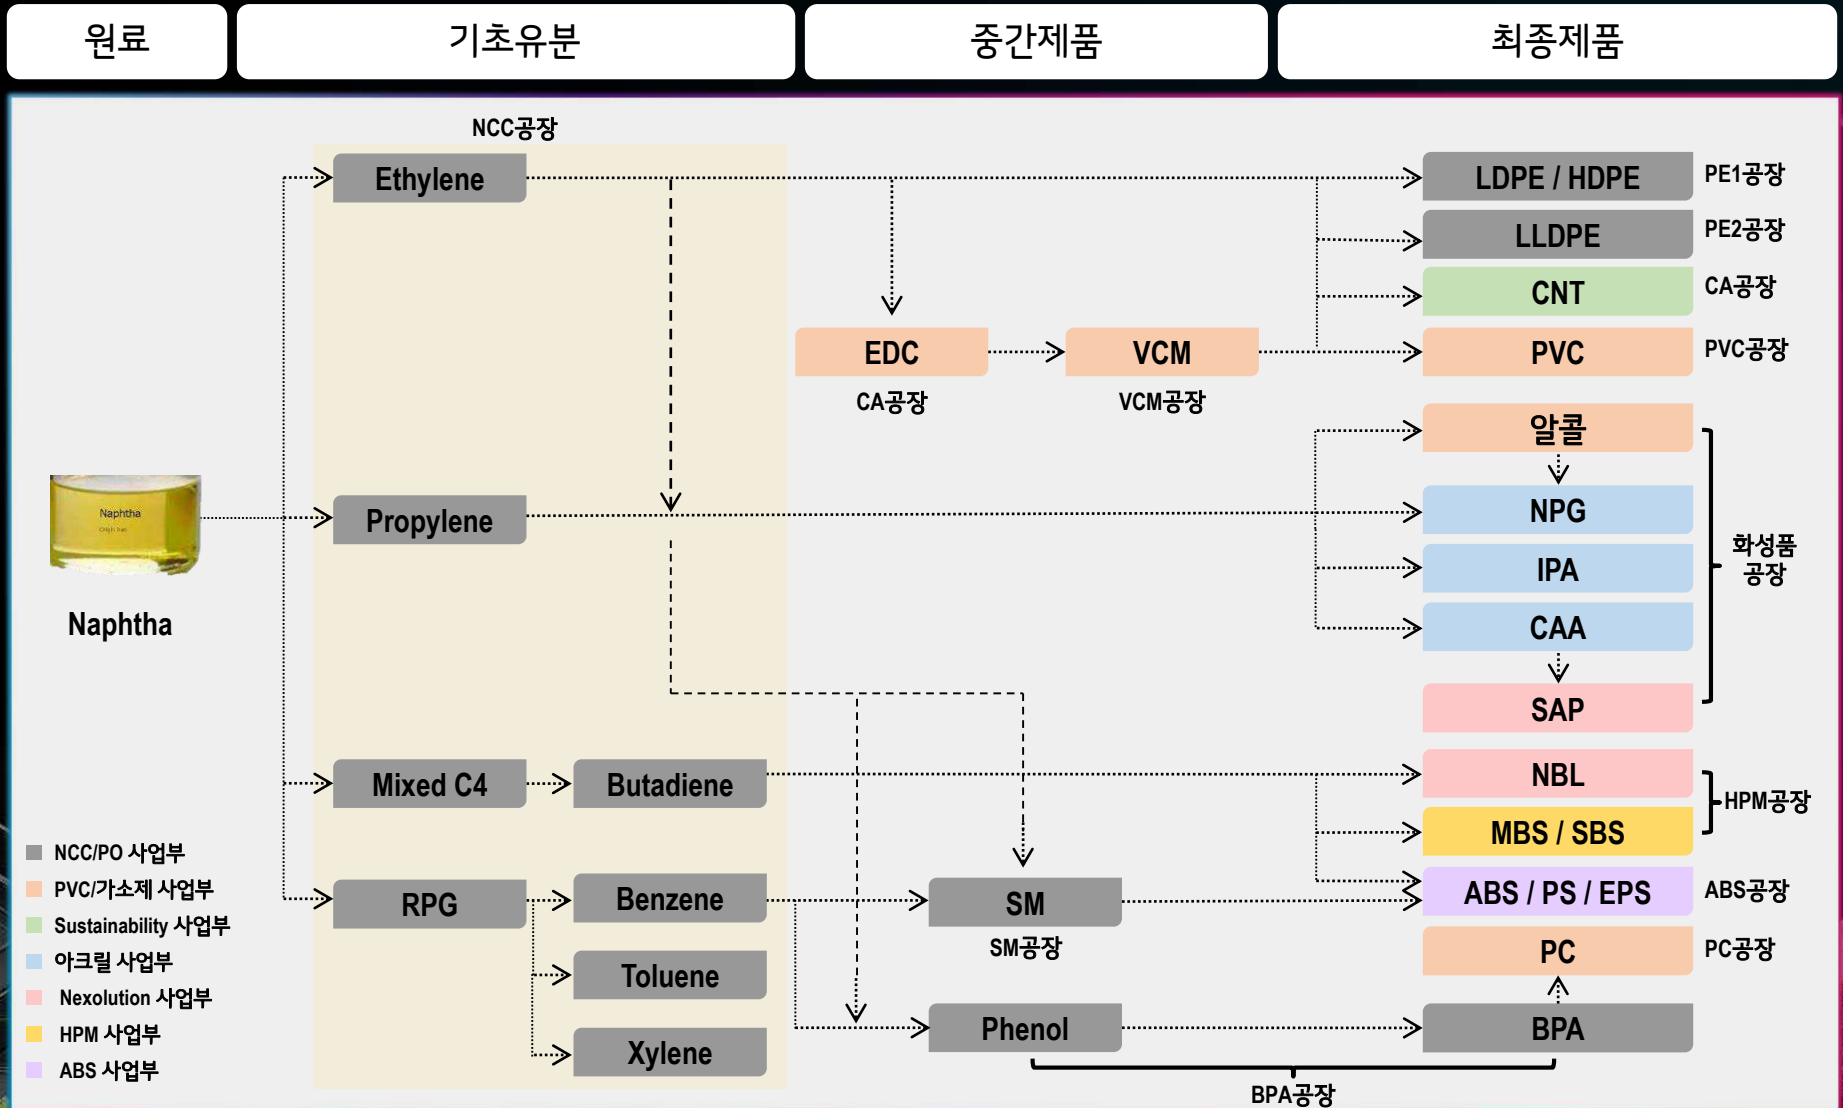 원료
기초유분
중간제품
최종제품
NCC공장
Ethylene
LDPE / HDPE
PE1공장
LLDPE
PE2공장
CNT
CA공장
EDC
VCM
PVC
PVC공장
CA공장
VCM공장
알콜
Naphtha
Propylene
NPG
IPA
화성품
공장
Naphtha
CAA
SAP
Mixed C4
Butadiene
NBL
MBS / SBS
HPM공장
RPG
Benzene
SM
SM공장
ABS / PS / EPS
ABS공장
Toluene
PC
PC공장
Xylene
Phenol
BPA
BPA공장
NCC/PO 사업부
PVC/가소제 사업부
Sustainability 사업부
아크릴 사업부
Nexolution 사업부
HPM 사업부
ABS 사업부